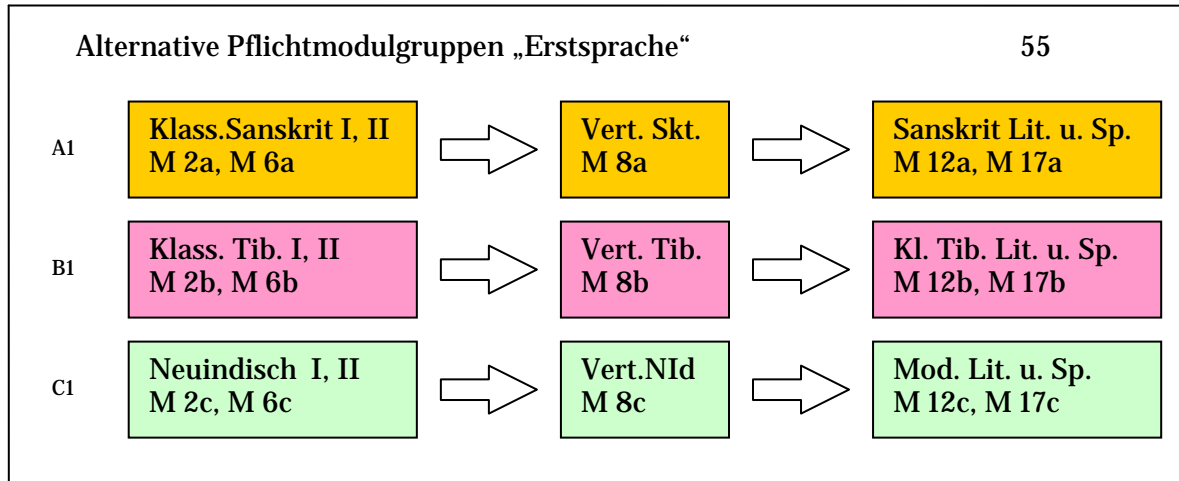 Alternative Pflichtmodulgruppen „Erstsprache“ 55
A1
Klass.Sanskrit I, II
M 2a, M 6a
Vert. Skt.
M 8a
Sanskrit Lit. u. Sp.
M 12a, M 17a
B1
Klass. Tib. I, II
M 2b, M 6b
Vert. Tib.
M 8b
Kl. Tib. Lit. u. Sp.
M 12b, M 17b
C1
Neuindisch I, II
M 2c, M 6c
Vert.NId
M 8c
Mod. Lit. u. Sp.
M 12c, M 17c